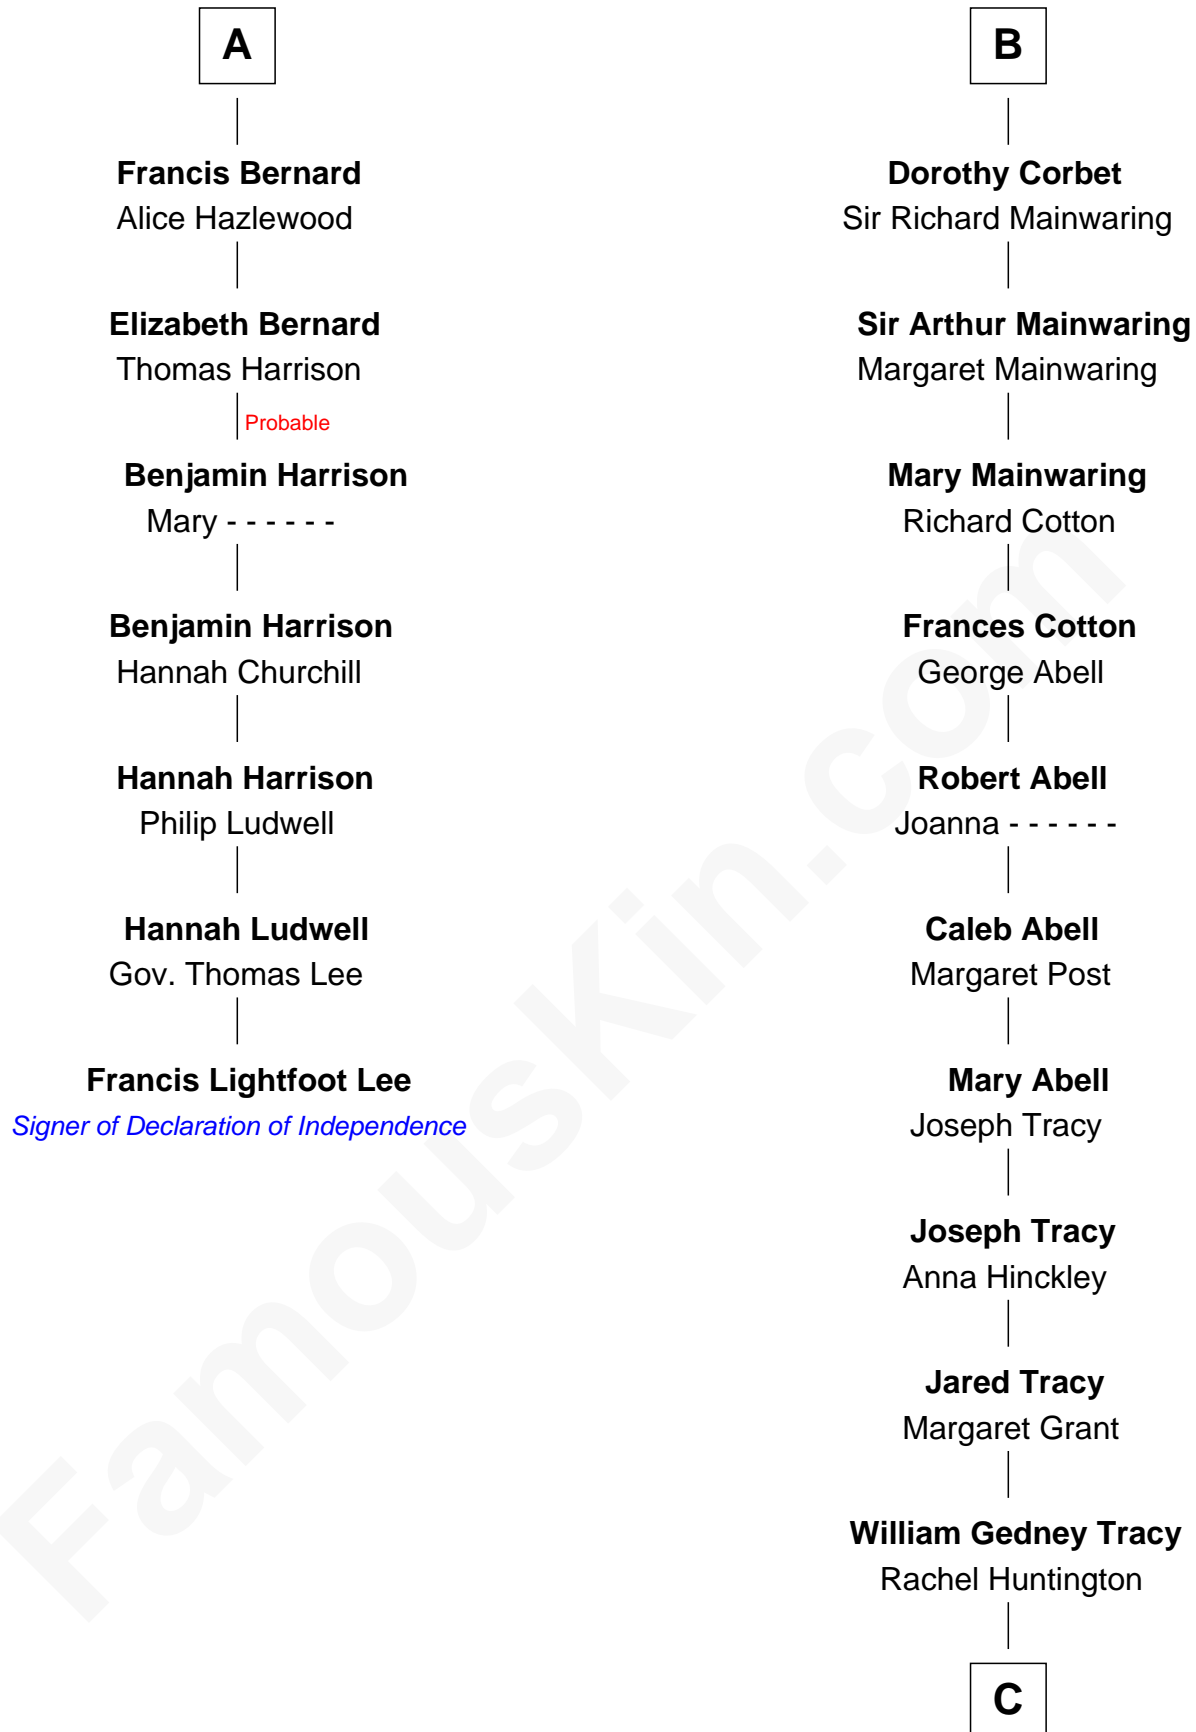 A
Francis Bernard
Alice Hazlewood
Elizabeth Bernard
Thomas Harrison
Probable
Benjamin Harrison
Mary - - - - - -
Benjamin Harrison
Hannah Churchill
Hannah Harrison
Philip Ludwell
Hannah Ludwell
Gov. Thomas Lee
Francis Lightfoot Lee
Signer of Declaration of Independence
B
Dorothy Corbet
Sir Richard Mainwaring
Sir Arthur Mainwaring
Margaret Mainwaring
Mary Mainwaring
Richard Cotton
Frances Cotton
George Abell
Robert Abell
Joanna - - - - - -
Caleb Abell
Margaret Post
Mary Abell
Joseph Tracy
Joseph Tracy
Anna Hinckley
Jared Tracy
Margaret Grant
William Gedney Tracy
Rachel Huntington
C
FamousKin.com